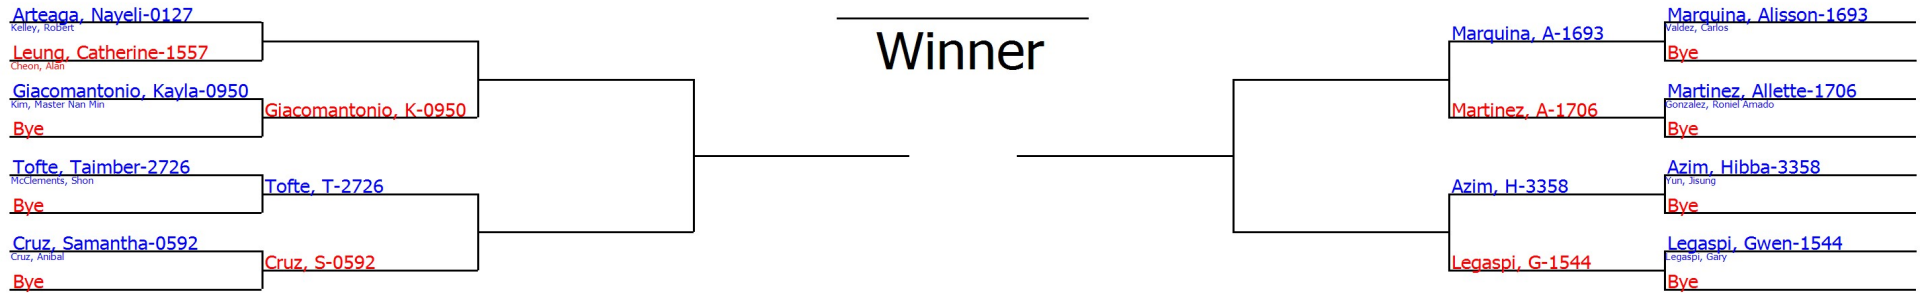 Arteaga, Nayeli-0127
Kelley, Robert
Leung, Catherine-1557
Cheon, Alan
Giacomantonio, Kayla-0950
Kim, Master Nan Min
Bye
Tofte, Taimber-2726
McClements, Shon
Bye
Cruz, Samantha-0592
Cruz, Anibal
Bye
Giacomantonio, K-0950
Tofte, T-2726
Cruz, S-0592
Winner
Marquina, A-1693
Martinez, A-1706
Azim, H-3358
Legaspi, G-1544
Marquina, Alisson-1693
Valdez, Carlos
Bye
Martinez, Allette-1706
Gonzalez, Roniel Amado
Bye
Azim, Hibba-3358
Yun, Jisung
Bye
Legaspi, Gwen-1544
Legaspi, Gary
Bye